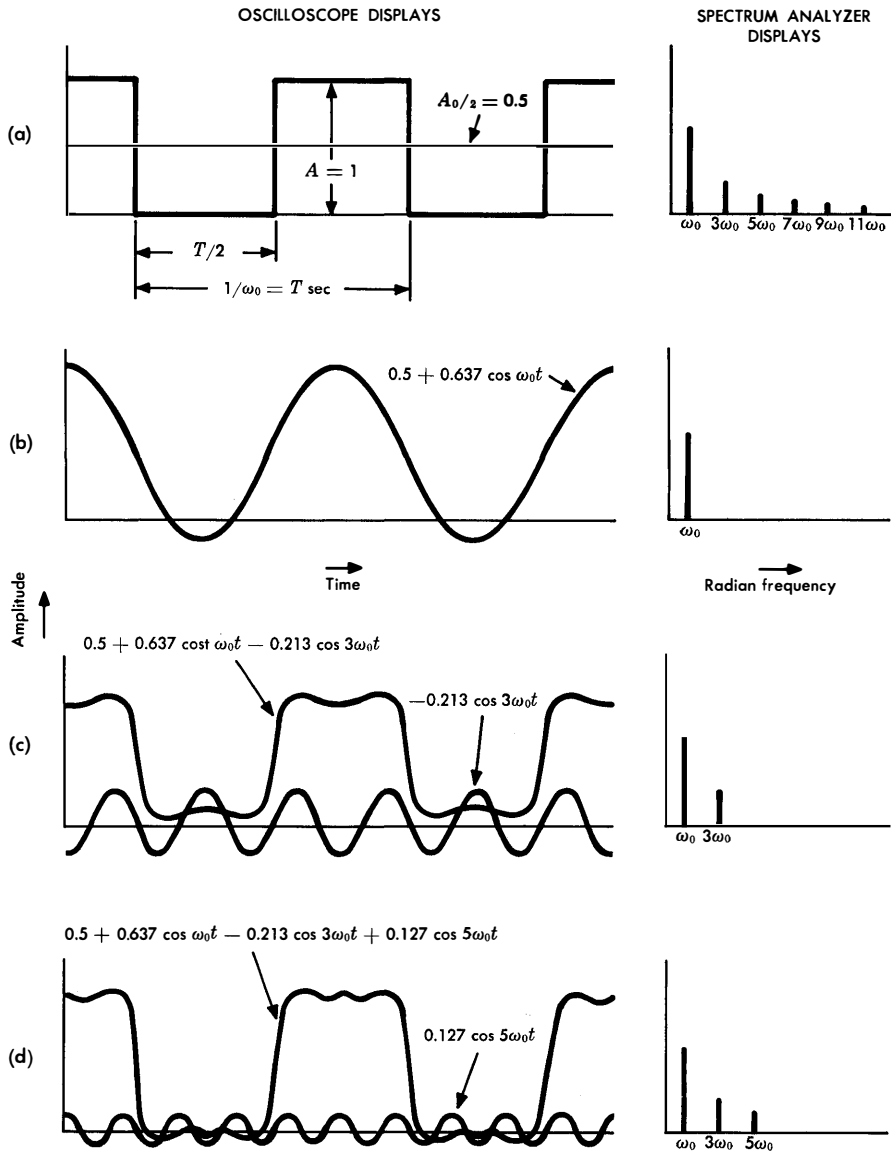 OSCILLOSCOPE DISPLAYS
SPECTRUM ANALYZER
DISPLAYS
(a)
A₀/₂ = 0.5
A = 1
T/2
1/ω₀ = T sec
ω₀ 3ω₀ 5ω₀ 7ω₀ 9ω₀ 11ω₀
(b)
0.5 + 0.637 cos ω₀t
ω₀
Time
Radian frequency
Amplitude
(c)
0.5 + 0.637 cost ω₀t − 0.213 cos 3ω₀t
−0.213 cos 3ω₀t
ω₀ 3ω₀
(d)
0.5 + 0.637 cos ω₀t − 0.213 cos 3ω₀t + 0.127 cos 5ω₀t
0.127 cos 5ω₀t
ω₀ 3ω₀ 5ω₀